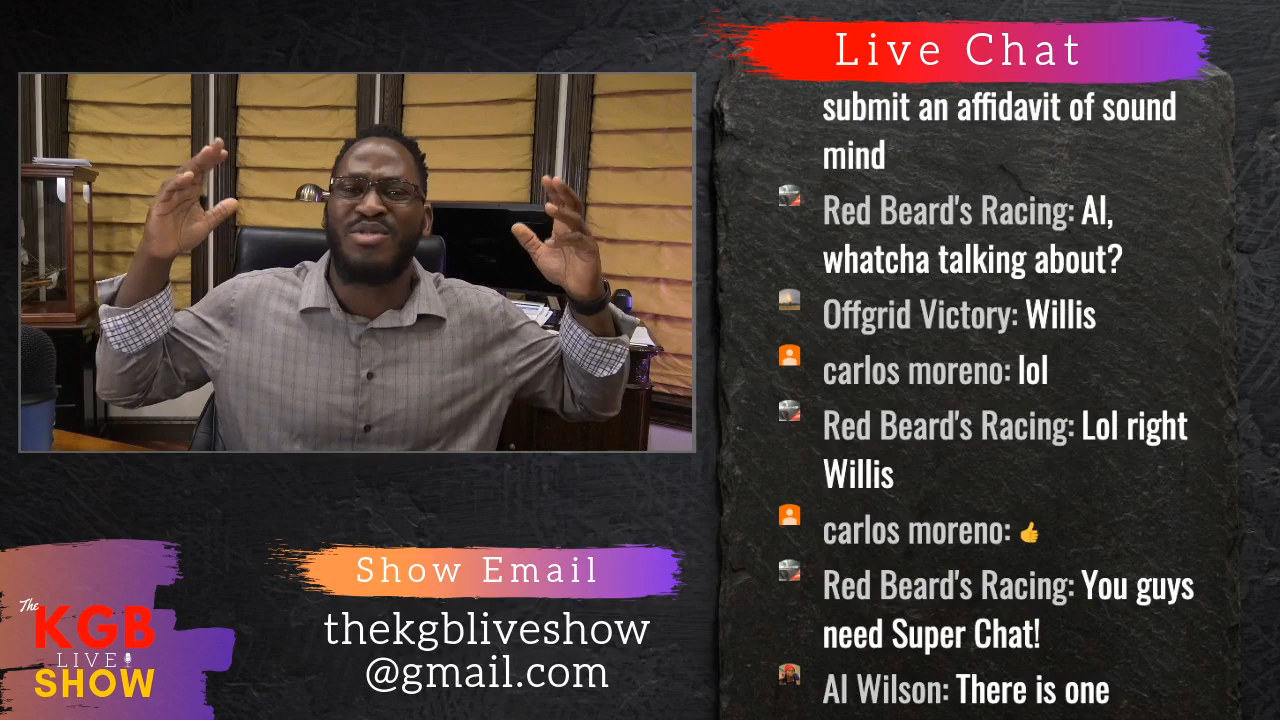 Live Chat
submit an affidavit of sound
mind
Red Beard's Racing: Al,
whatcha talking about?
Offgrid Victory: Willis
carlos moreno: lol
Red Beard's Racing: Lol right
Willis
carlos moreno: 👍
Red Beard's Racing: You guys
need Super Chat!
Al Wilson: There is one
Show Email
thekgbliveshow
@gmail.com
The
KGB
LIVE
SHOW